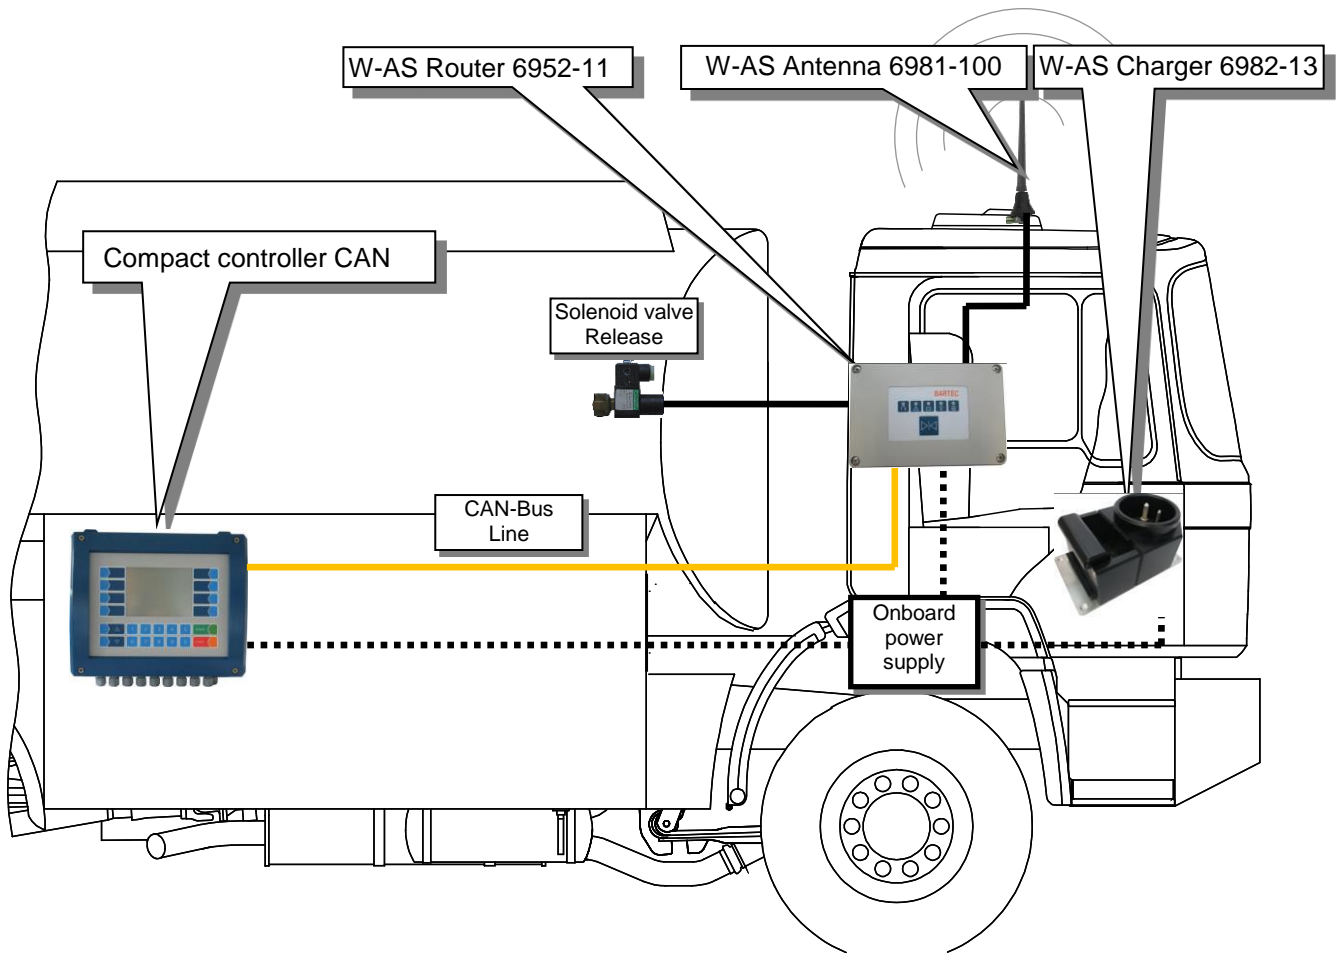 W-AS Router 6952-11
W-AS Antenna 6981-100
W-AS Charger 6982-13
Compact controller CAN
Solenoid valve
Release
BARTEC
CAN-Bus
Line
Onboard
power
supply